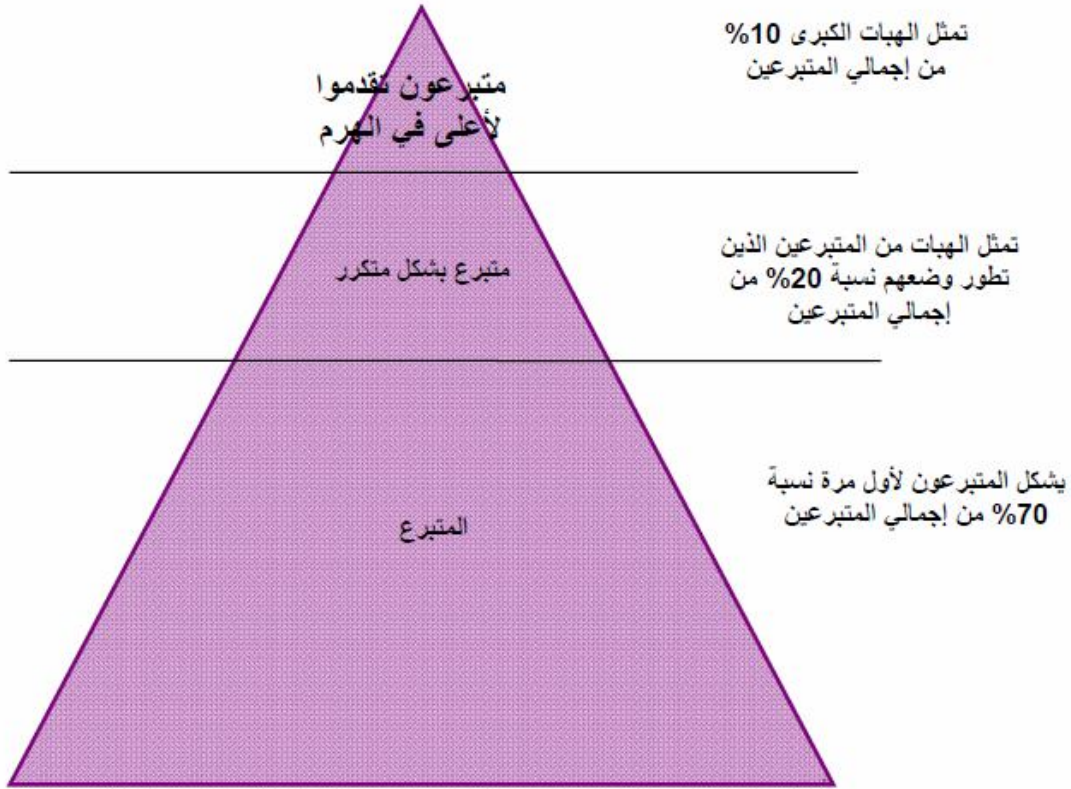 تمثل الهبات الكبرى 10%
من إجمالي المتبرعين
متبرعون تقدموا
لأعلى في الهرم
تمثل الهبات من المتبرعين الذين
تطور وضعهم نسبة 20% من
إجمالي المتبرعين
متبرع بشكل متكرر
يشكل المتبرعون لأول مرة نسبة
70% من إجمالي المتبرعين
المتبرع